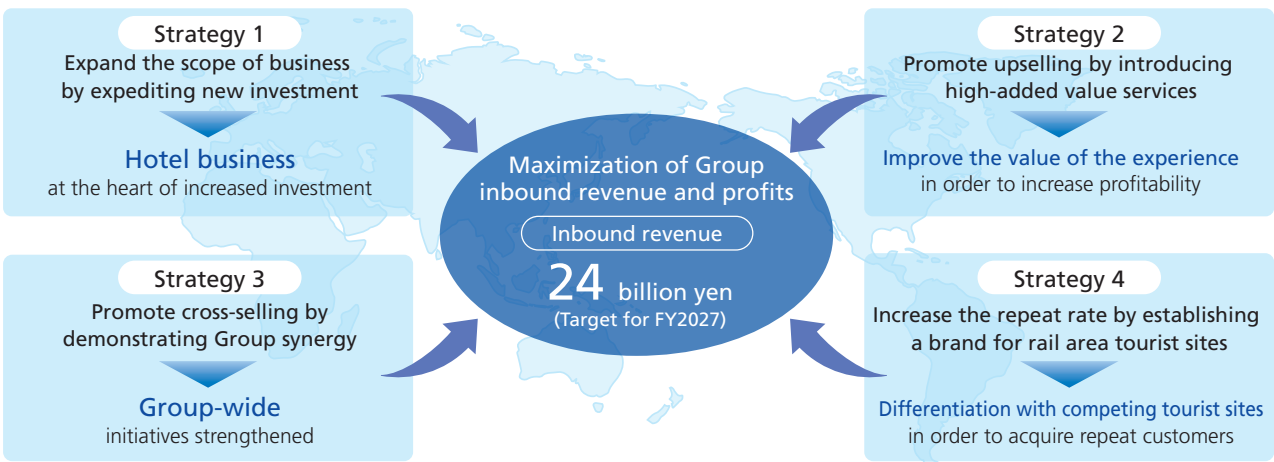 Strategy 1
Expand the scope of business
by expediting new investment
Hotel business
at the heart of increased investment
Strategy 2
Promote upselling by introducing
high-added value services
Improve the value of the experience
in order to increase profitability
Maximization of Group
inbound revenue and profits
Inbound revenue
24 billion yen
(Target for FY2027)
Strategy 3
Promote cross-selling by
demonstrating Group synergy
Group-wide
initiatives strengthened
Strategy 4
Increase the repeat rate by establishing
a brand for rail area tourist sites
Differentiation with competing tourist sites
in order to acquire repeat customers